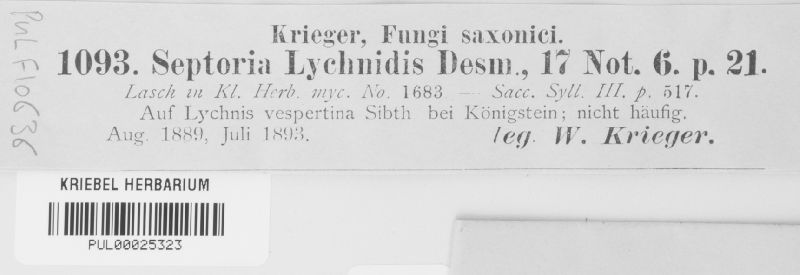 Krieger, Fungi saxonici.
1093. Septoria Lychnidis Desm., 17 Not. 6. p. 21.
Lasch in Kl. Herb. myc. No. 1683 — Sacc. Syll. III. p. 517.
Auf Lychnis vespertina Sibth bei Königstein; nicht häufig.
Aug. 1889, Juli 1893. leg. W. Krieger.
PUL F10636
KRIEBEL HERBARIUM
PUL00025323